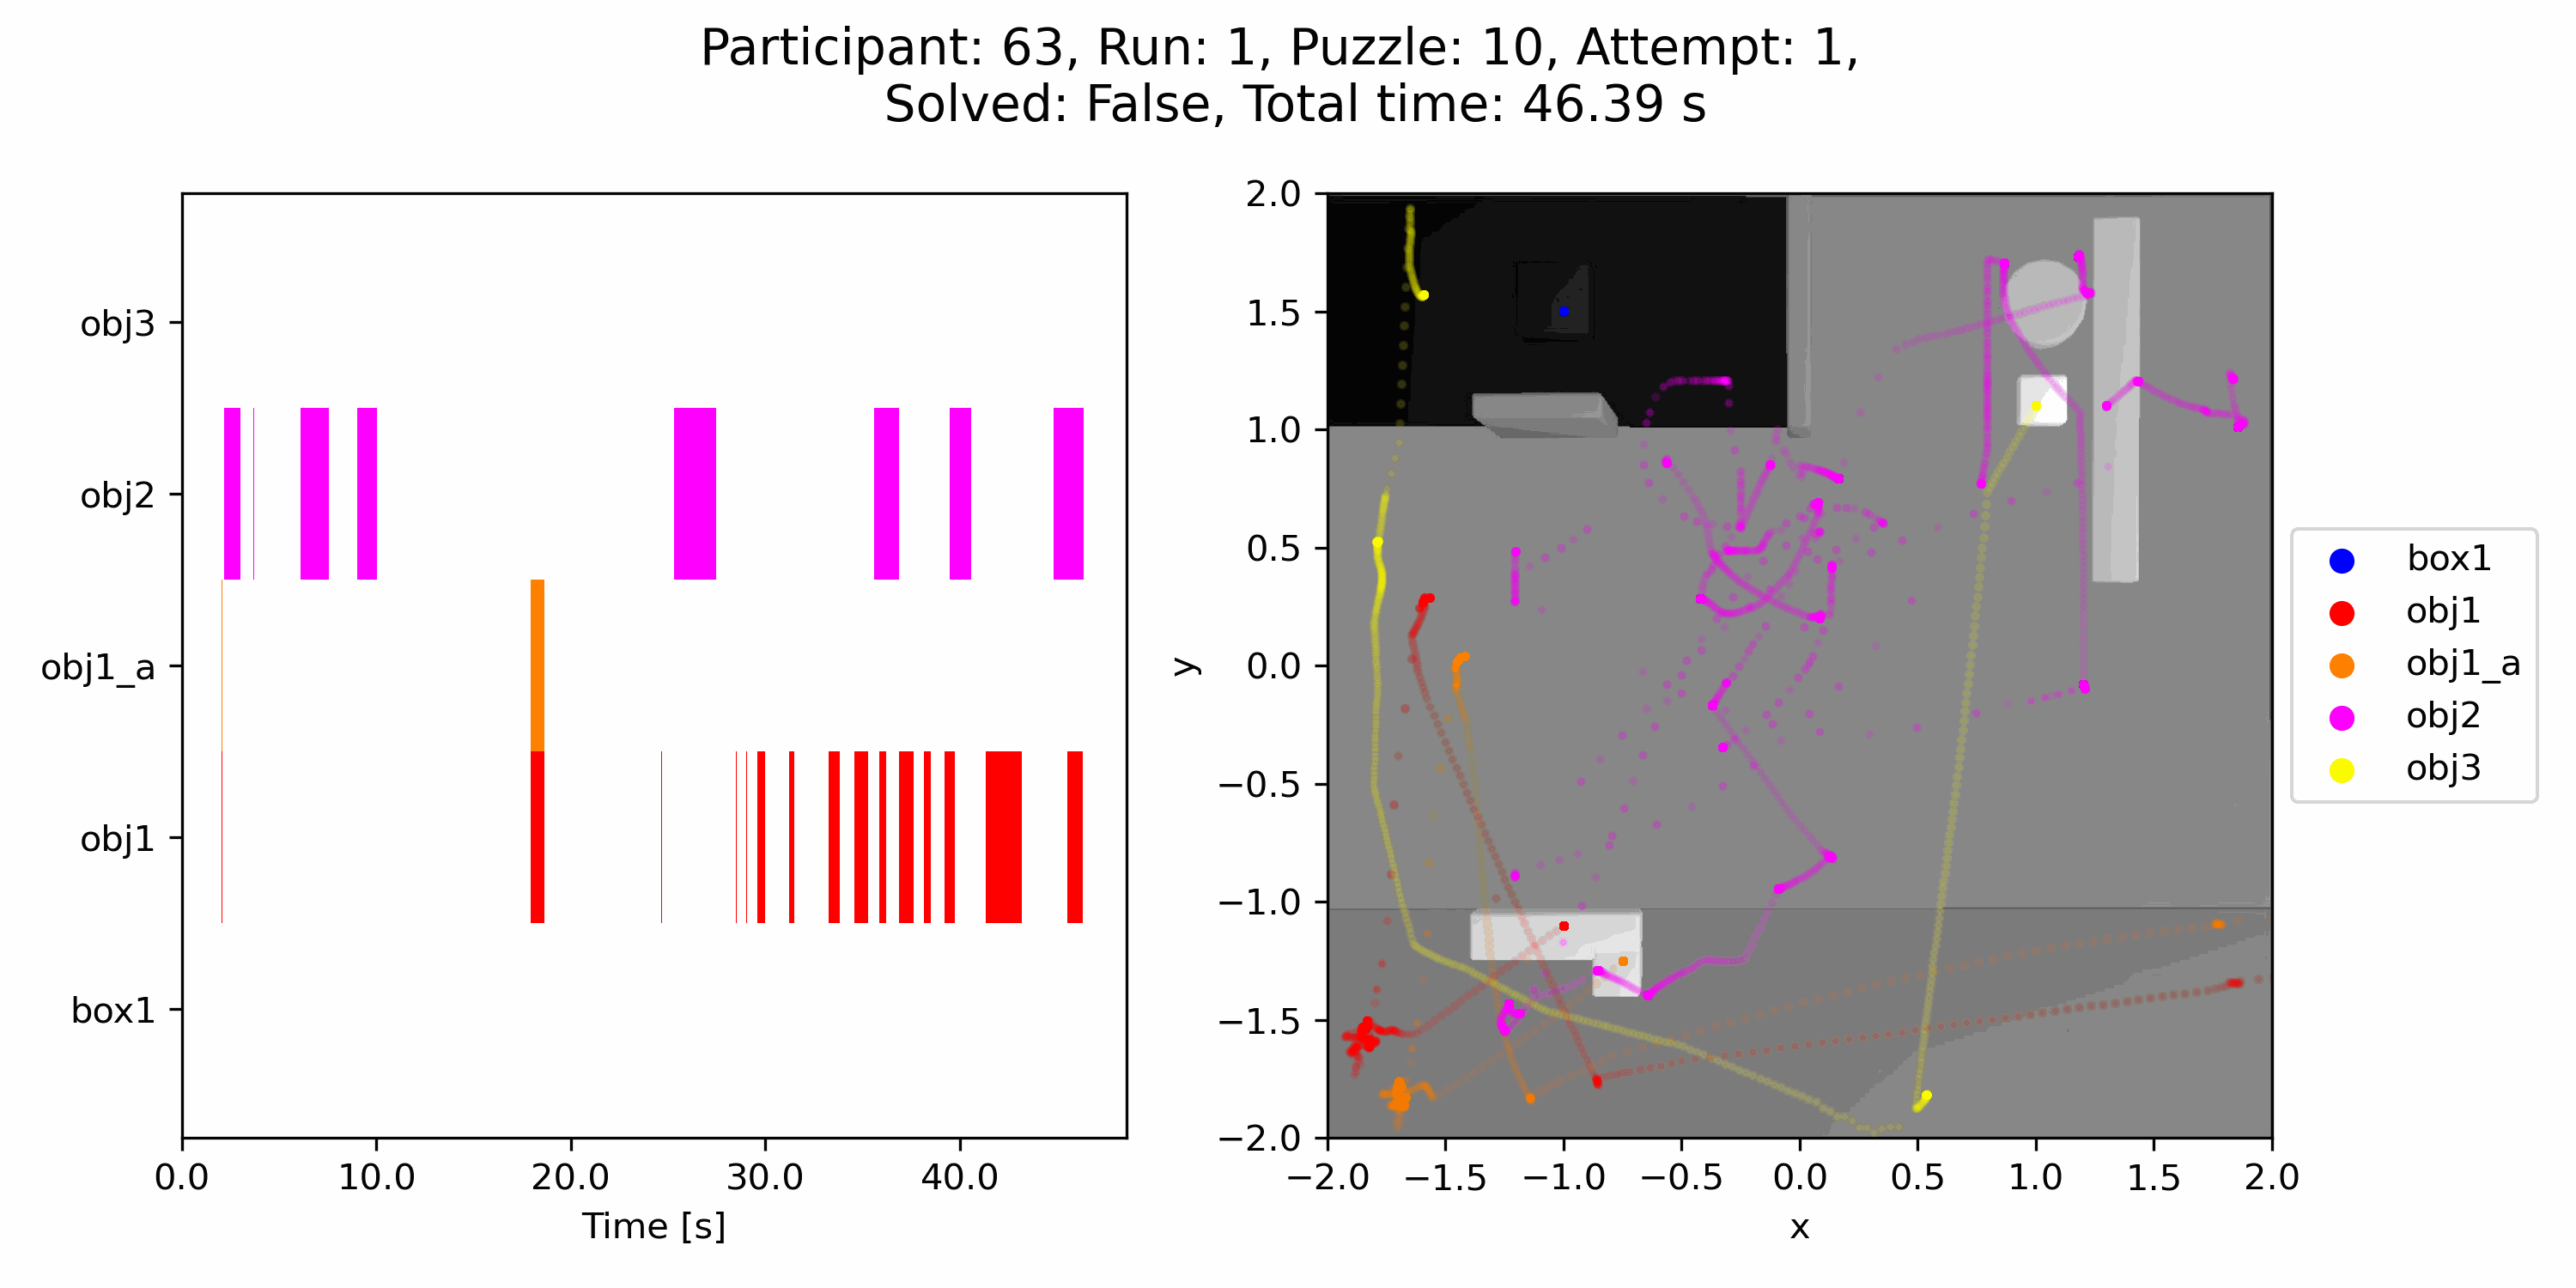 Participant: 63, Run: 1, Puzzle: 10, Attempt: 1,
Solved: False, Total time: 46.39 s
obj3
obj2
obj1_a
obj1
box1
0.0 10.0 20.0 30.0 40.0
Time [s]
2.0
1.5
1.0
0.5
0.0
−0.5
−1.0
−1.5
−2.0
y
−2.0 −1.5 −1.0 −0.5 0.0 0.5 1.0 1.5 2.0
x
box1
obj1
obj1_a
obj2
obj3